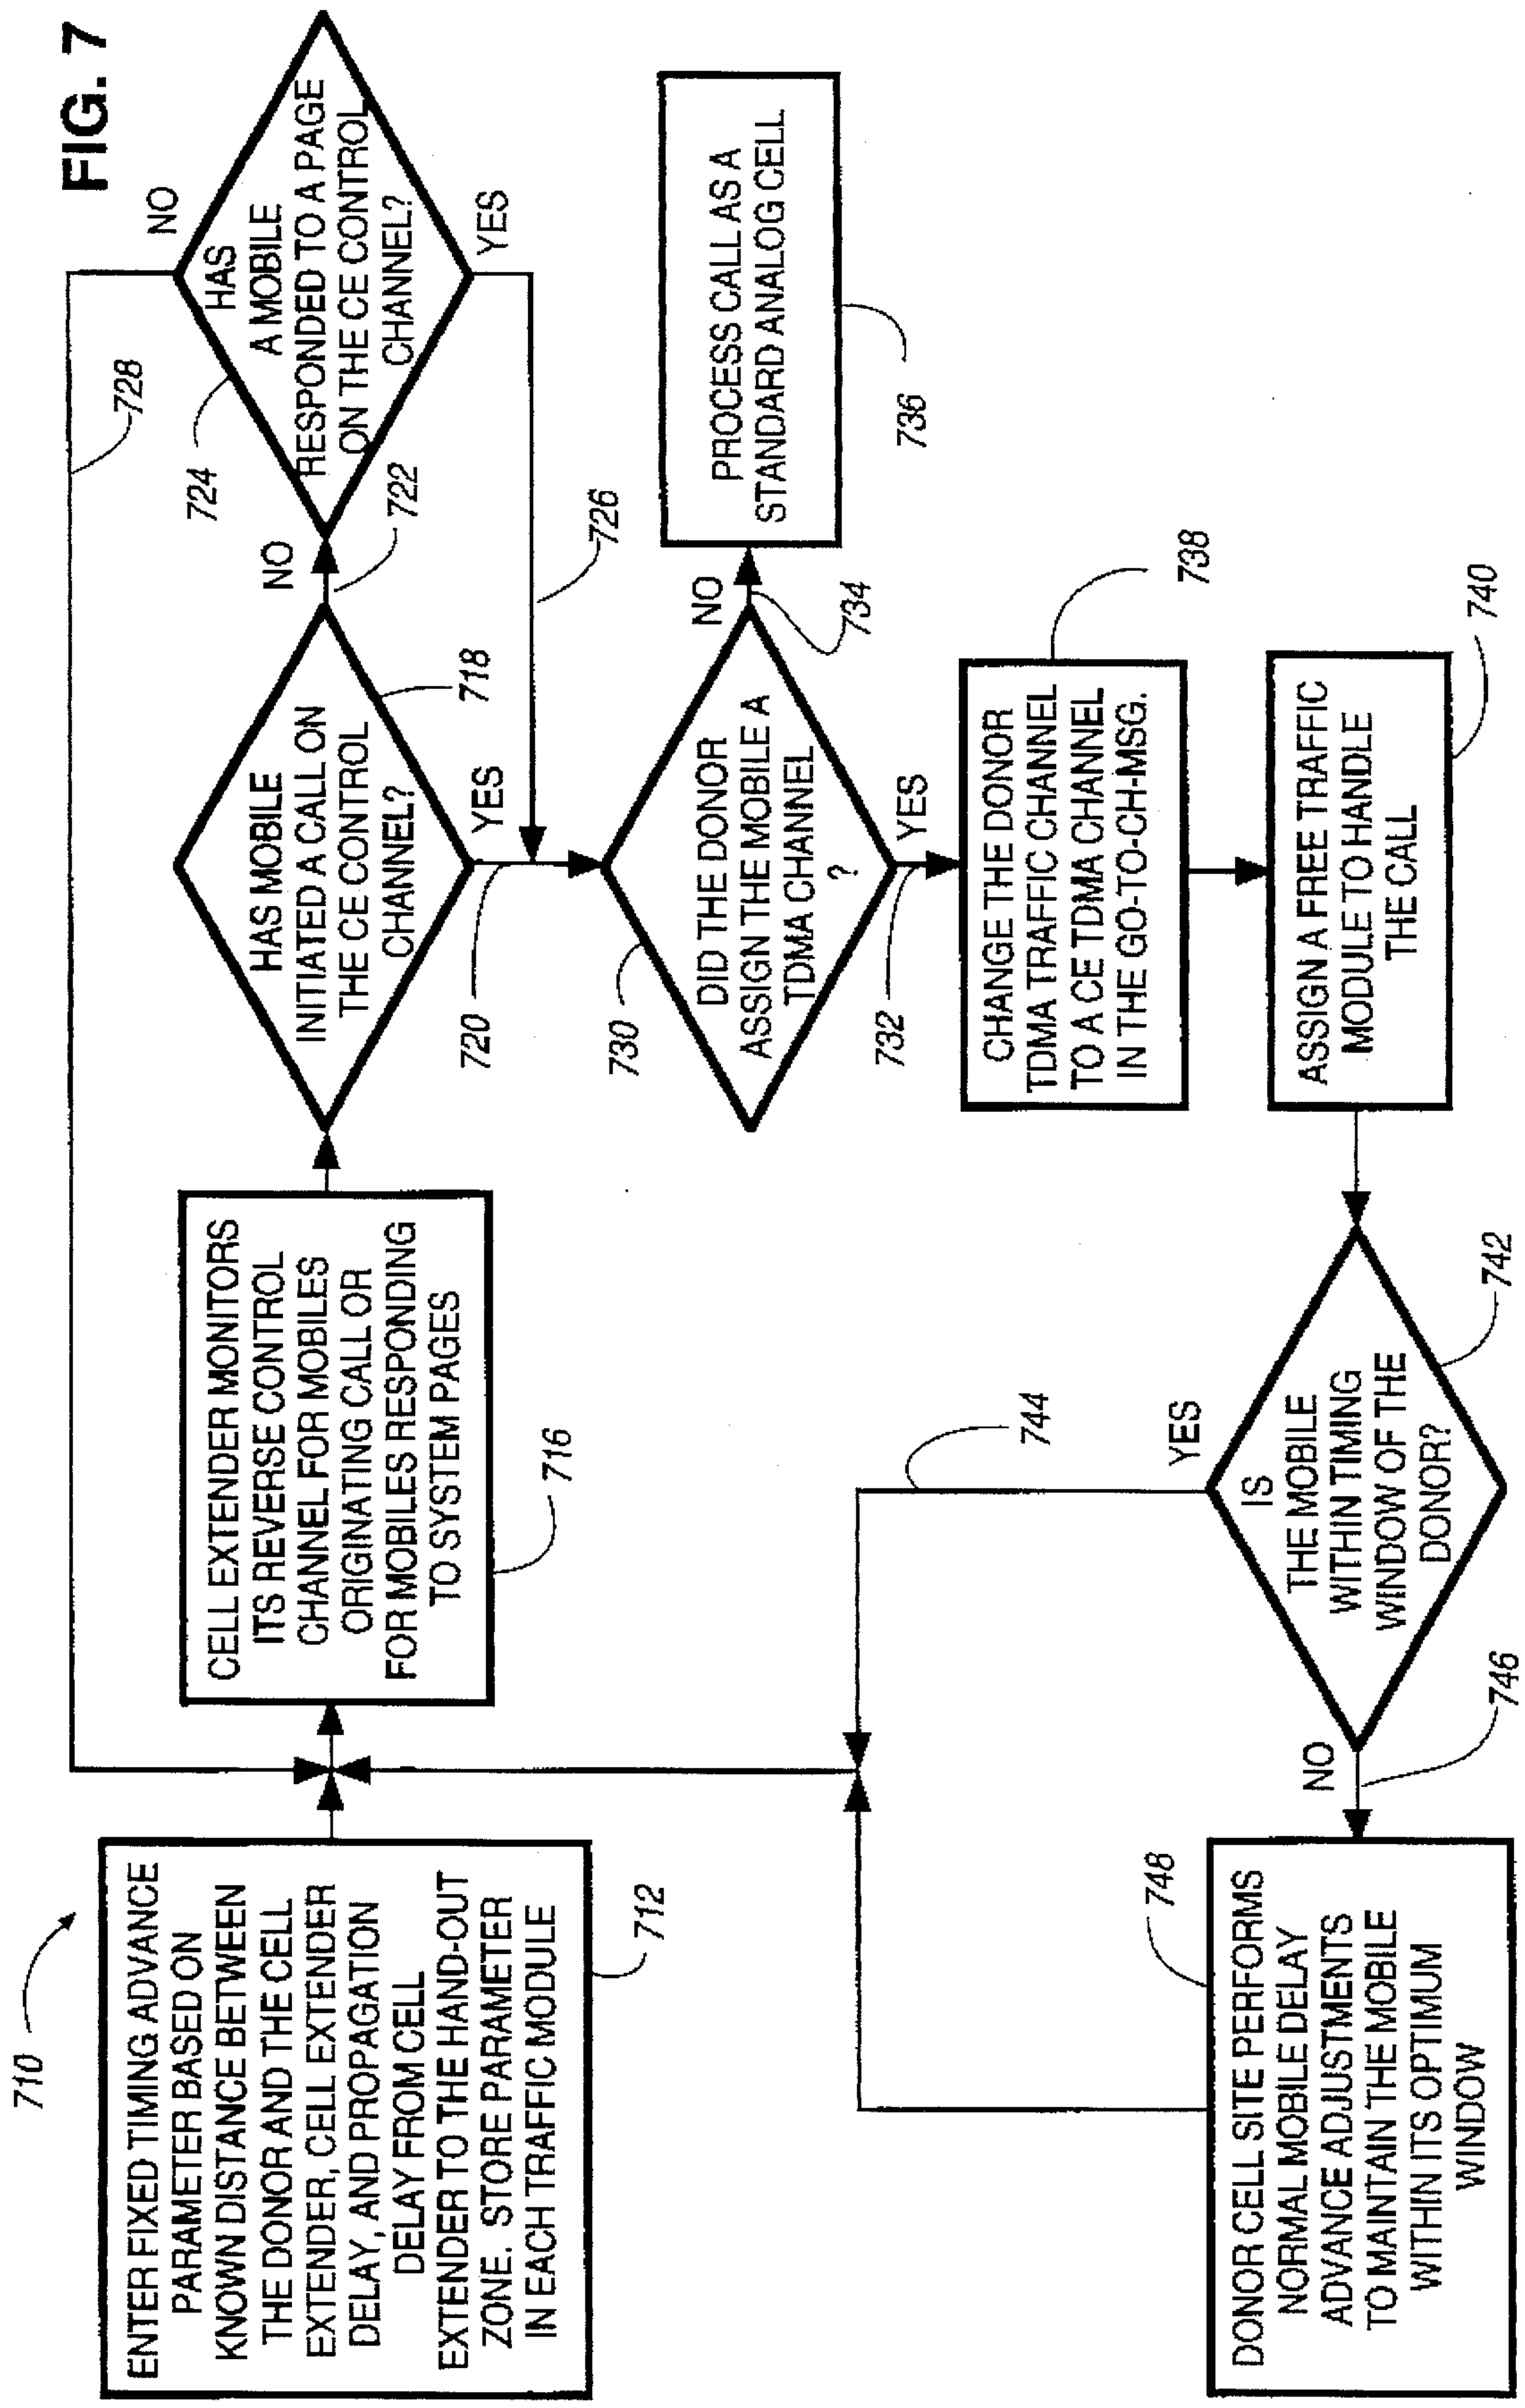 FIG. 7
710
ENTER FIXED TIMING ADVANCE
PARAMETER BASED ON
KNOWN DISTANCE BETWEEN
THE DONOR AND THE CELL
EXTENDER, CELL EXTENDER
DELAY, AND PROPAGATION
DELAY FROM CELL
EXTENDER TO THE HAND-OUT
ZONE. STORE PARAMETER
IN EACH TRAFFIC MODULE
712
CELL EXTENDER MONITORS
ITS REVERSE CONTROL
CHANNEL FOR MOBILES
ORIGINATING CALL OR
FOR MOBILES RESPONDING
TO SYSTEM PAGES
716
HAS MOBILE
INITIATED A CALL ON
THE CE CONTROL
CHANNEL?
718
NO
722
YES
720
HAS
A MOBILE
RESPONDED TO A PAGE
ON THE CE CONTROL
CHANNEL?
724
NO
728
YES
726
DID THE DONOR
ASSIGN THE MOBILE A
TDMA CHANNEL
?
730
NO
734
PROCESS CALL AS A
STANDARD ANALOG CELL
736
YES
732
CHANGE THE DONOR
TDMA TRAFFIC CHANNEL
TO A CE TDMA CHANNEL
IN THE GO-TO-CH-MSG.
738
ASSIGN A FREE TRAFFIC
MODULE TO HANDLE
THE CALL
740
IS
THE MOBILE
WITHIN TIMING
WINDOW OF THE
DONOR?
742
YES
744
NO
746
DONOR CELL SITE PERFORMS
NORMAL MOBILE DELAY
ADVANCE ADJUSTMENTS
TO MAINTAIN THE MOBILE
WITHIN ITS OPTIMUM
WINDOW
748